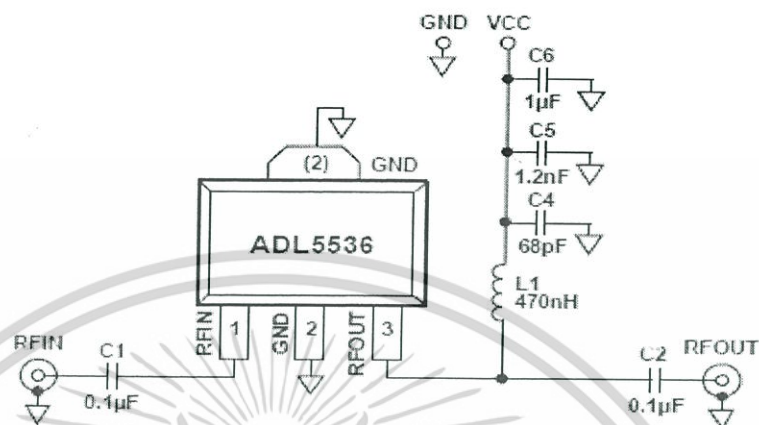 GND VCC
C6
1µF
C5
1.2nF
C4
68pF
L1
470nH
(2) GND
ADL5536
RFIN 1
GND 2
RFOUT 3
RFIN
C1
0.1µF
C2
0.1µF
RFOUT